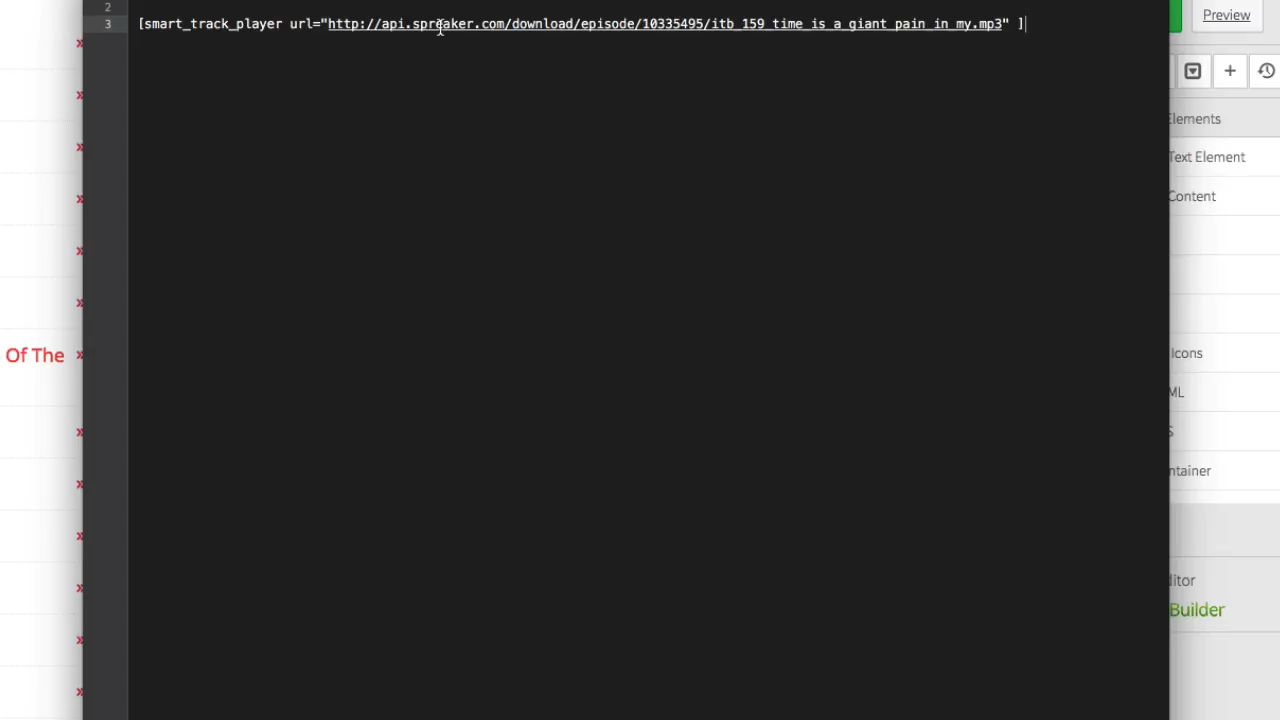 2
3 [smart_track_player url="http://api.spreaker.com/download/episode/10335495/itb_159_time_is_a_giant_pain_in_my.mp3" ]
Preview
Elements
Text Element
Content
Icons
ML
S
ntainer
ditor
Builder
Of The